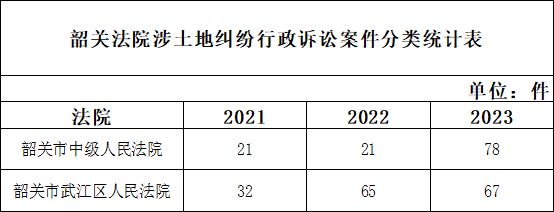 韶关法院涉土地纠纷行政诉讼案件分类统计表
单位：件
法院 2021 2022 2023
韶关市中级人民法院 21 21 78
韶关市武江区人民法院 32 65 67